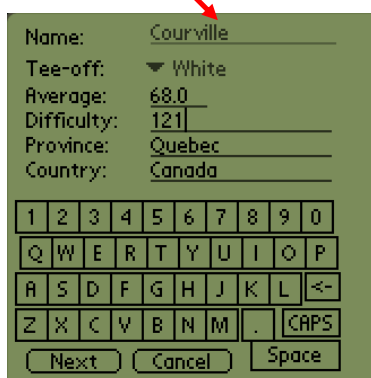 Name: Courville
Tee-off: White
Average: 68.0
Difficulty: 121
Province: Quebec
Country: Canada
1 2 3 4 5 6 7 8 9 0
Q W E R T Y U I O P
A S D F G H J K L <-
Z X C V B N M . CAPS
Next Cancel Space